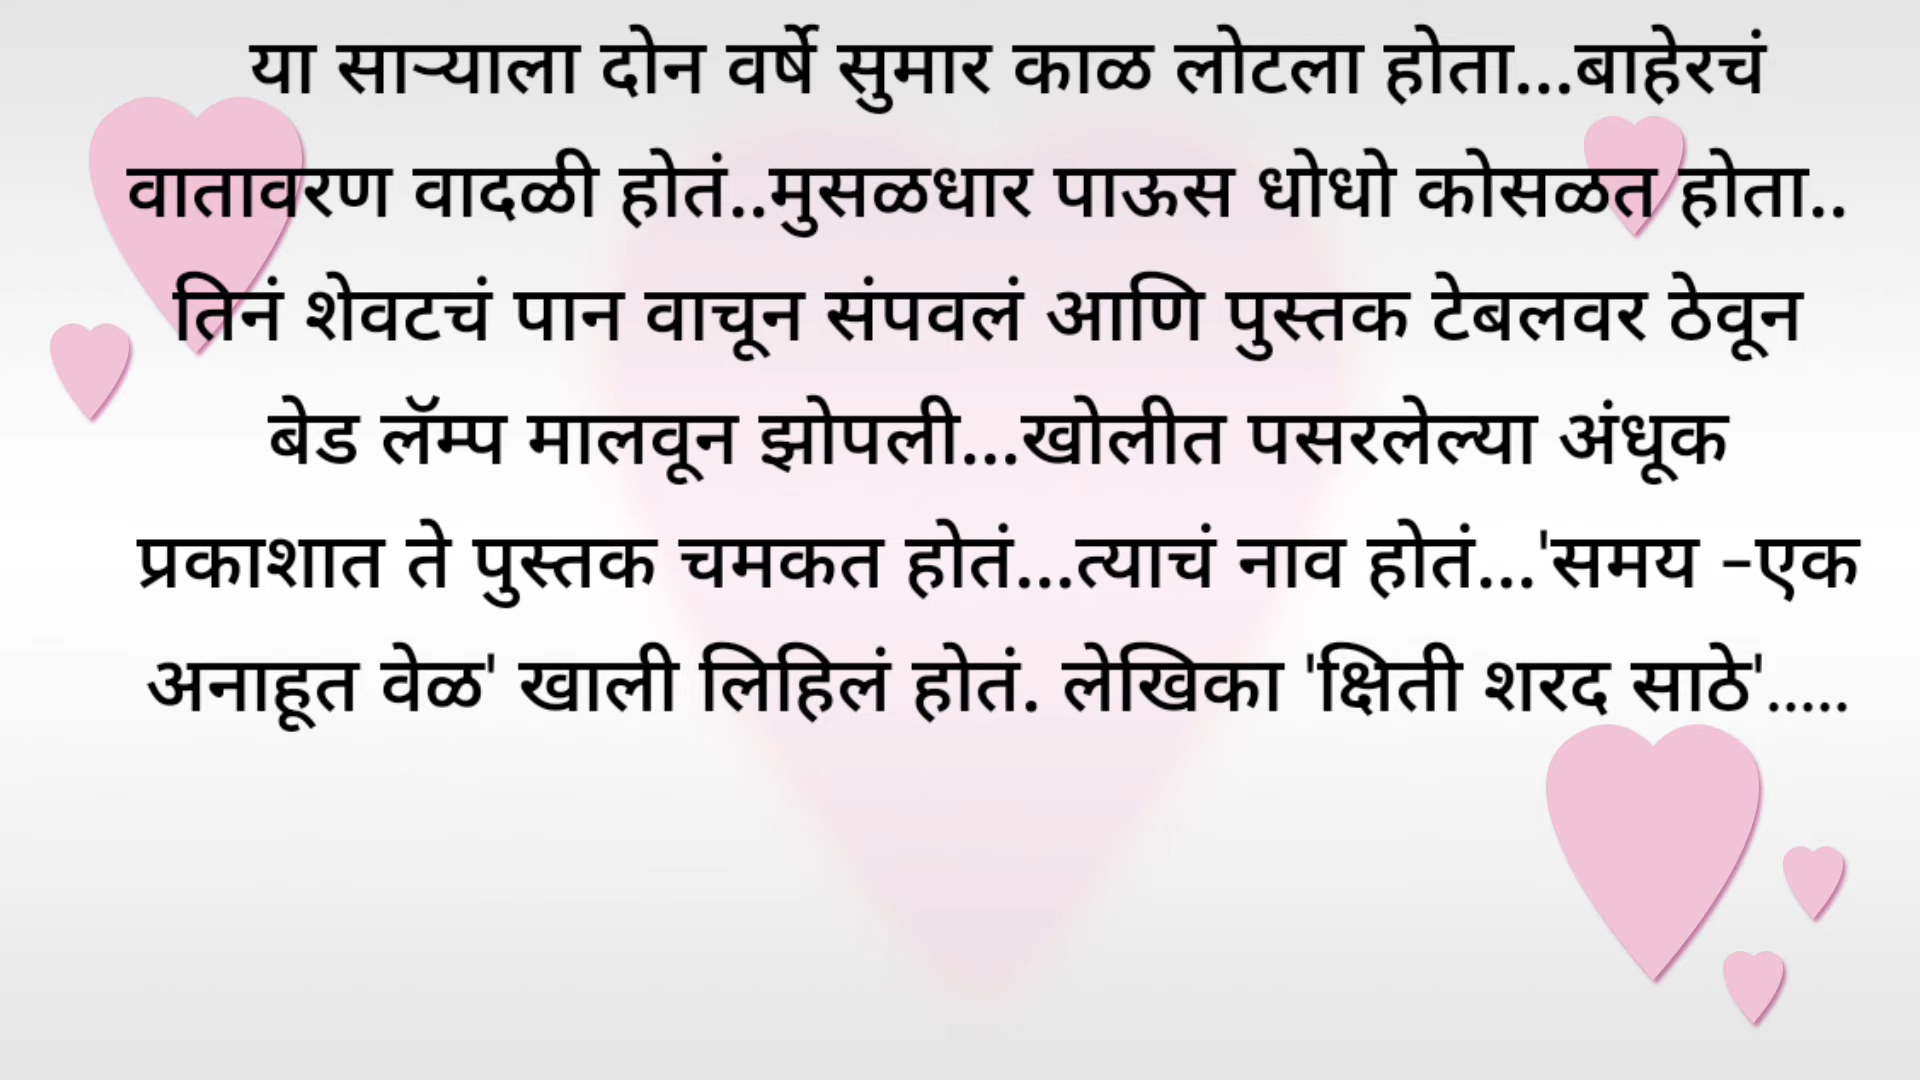 या साऱ्याला दोन वर्षे सुमार काळ लोटला होता...बाहेरचं
वातावरण वादळी होतं..मुसळधार पाऊस धोधो कोसळत होता..
तिनं शेवटचं पान वाचून संपवलं आणि पुस्तक टेबलवर ठेवून
बेड लॅम्प मालवून झोपली...खोलीत पसरलेल्या अंधूक
प्रकाशात ते पुस्तक चमकत होतं...त्याचं नाव होतं...'समय -एक
अनाहूत वेळ' खाली लिहिलं होतं. लेखिका 'क्षिती शरद साठे'.....